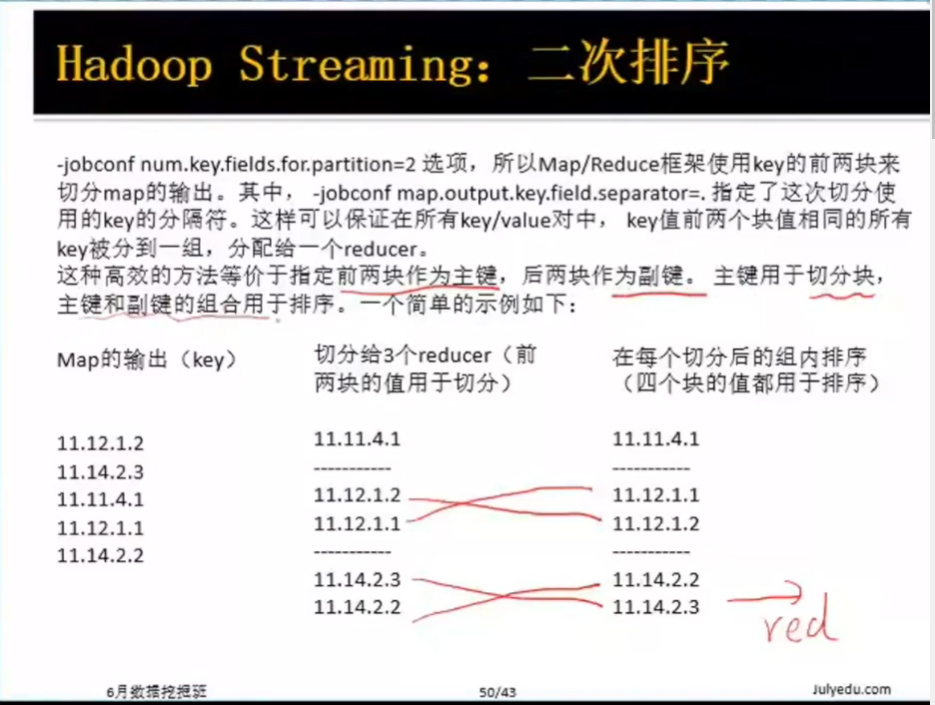 Hadoop Streaming: 二次排序
-jobconf num.key.fields.for.partition=2 选项，所以Map/Reduce框架使用key的前两块来
切分map的输出。其中， -jobconf map.output.key.field.separator=. 指定了这次切分使
用的key的分隔符。这样可以保证在所有key/value对中， key值前两个块值相同的所有
key被分到一组，分配给一个reducer。
这种高效的方法等价于指定前两块作为主键，后两块作为副键。 主键用于切分块，
主键和副键的组合用于排序。一个简单的示例如下：
Map的输出（key）
11.12.1.2
11.14.2.3
11.11.4.1
11.12.1.1
11.14.2.2
切分给3个reducer（前
两块的值用于切分）
11.11.4.1
-----------
11.12.1.2
11.12.1.1
-----------
11.14.2.3
11.14.2.2
在每个切分后的组内排序
（四个块的值都用于排序）
11.11.4.1
-----------
11.12.1.1
11.12.1.2
-----------
11.14.2.2
11.14.2.3
red
6月数据挖掘班
50/43
Julyedu.com